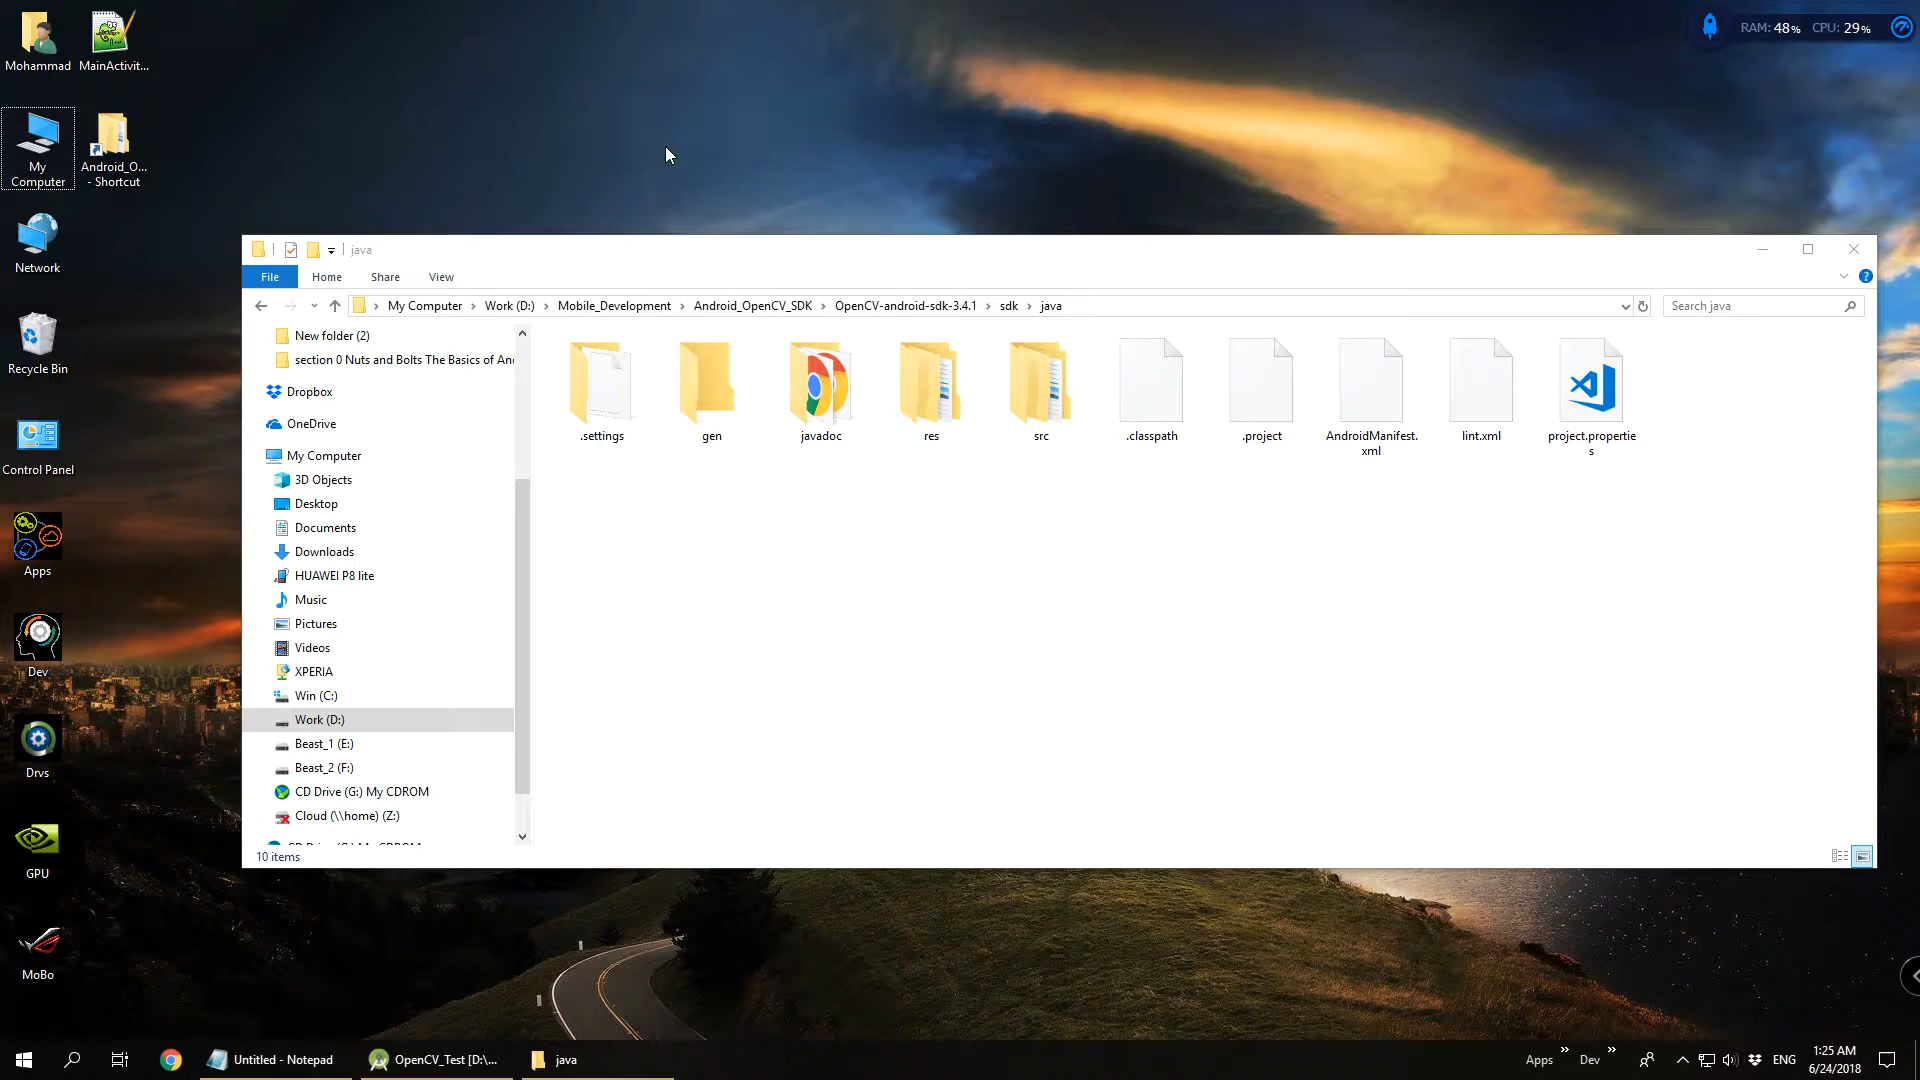 Mohammad
MainActivit...
My
Computer
Android_O...
- Shortcut
Network
Recycle Bin
Control Panel
Apps
Dev
Drvs
GPU
MoBo
RAM: 48% CPU: 29%
java
File Home Share View
My Computer Work (D:) Mobile_Development Android_OpenCV_SDK OpenCV-android-sdk-3.4.1 sdk java
Search java
New folder (2)
section 0 Nuts and Bolts The Basics of An
Dropbox
OneDrive
My Computer
3D Objects
Desktop
Documents
Downloads
HUAWEI P8 lite
Music
Pictures
Videos
XPERIA
Win (C:)
Work (D:)
Beast_1 (E:)
Beast_2 (F:)
CD Drive (G:) My CDROM
Cloud (\\home) (Z:)
CD Drive (G:) My CDROM
.settings
gen
javadoc
res
src
.classpath
.project
AndroidManifest.
xml
lint.xml
project.propertie
s
10 items
Untitled - Notepad
OpenCV_Test [D:\...
java
Apps »
Dev »
ENG
1:25 AM
6/24/2018